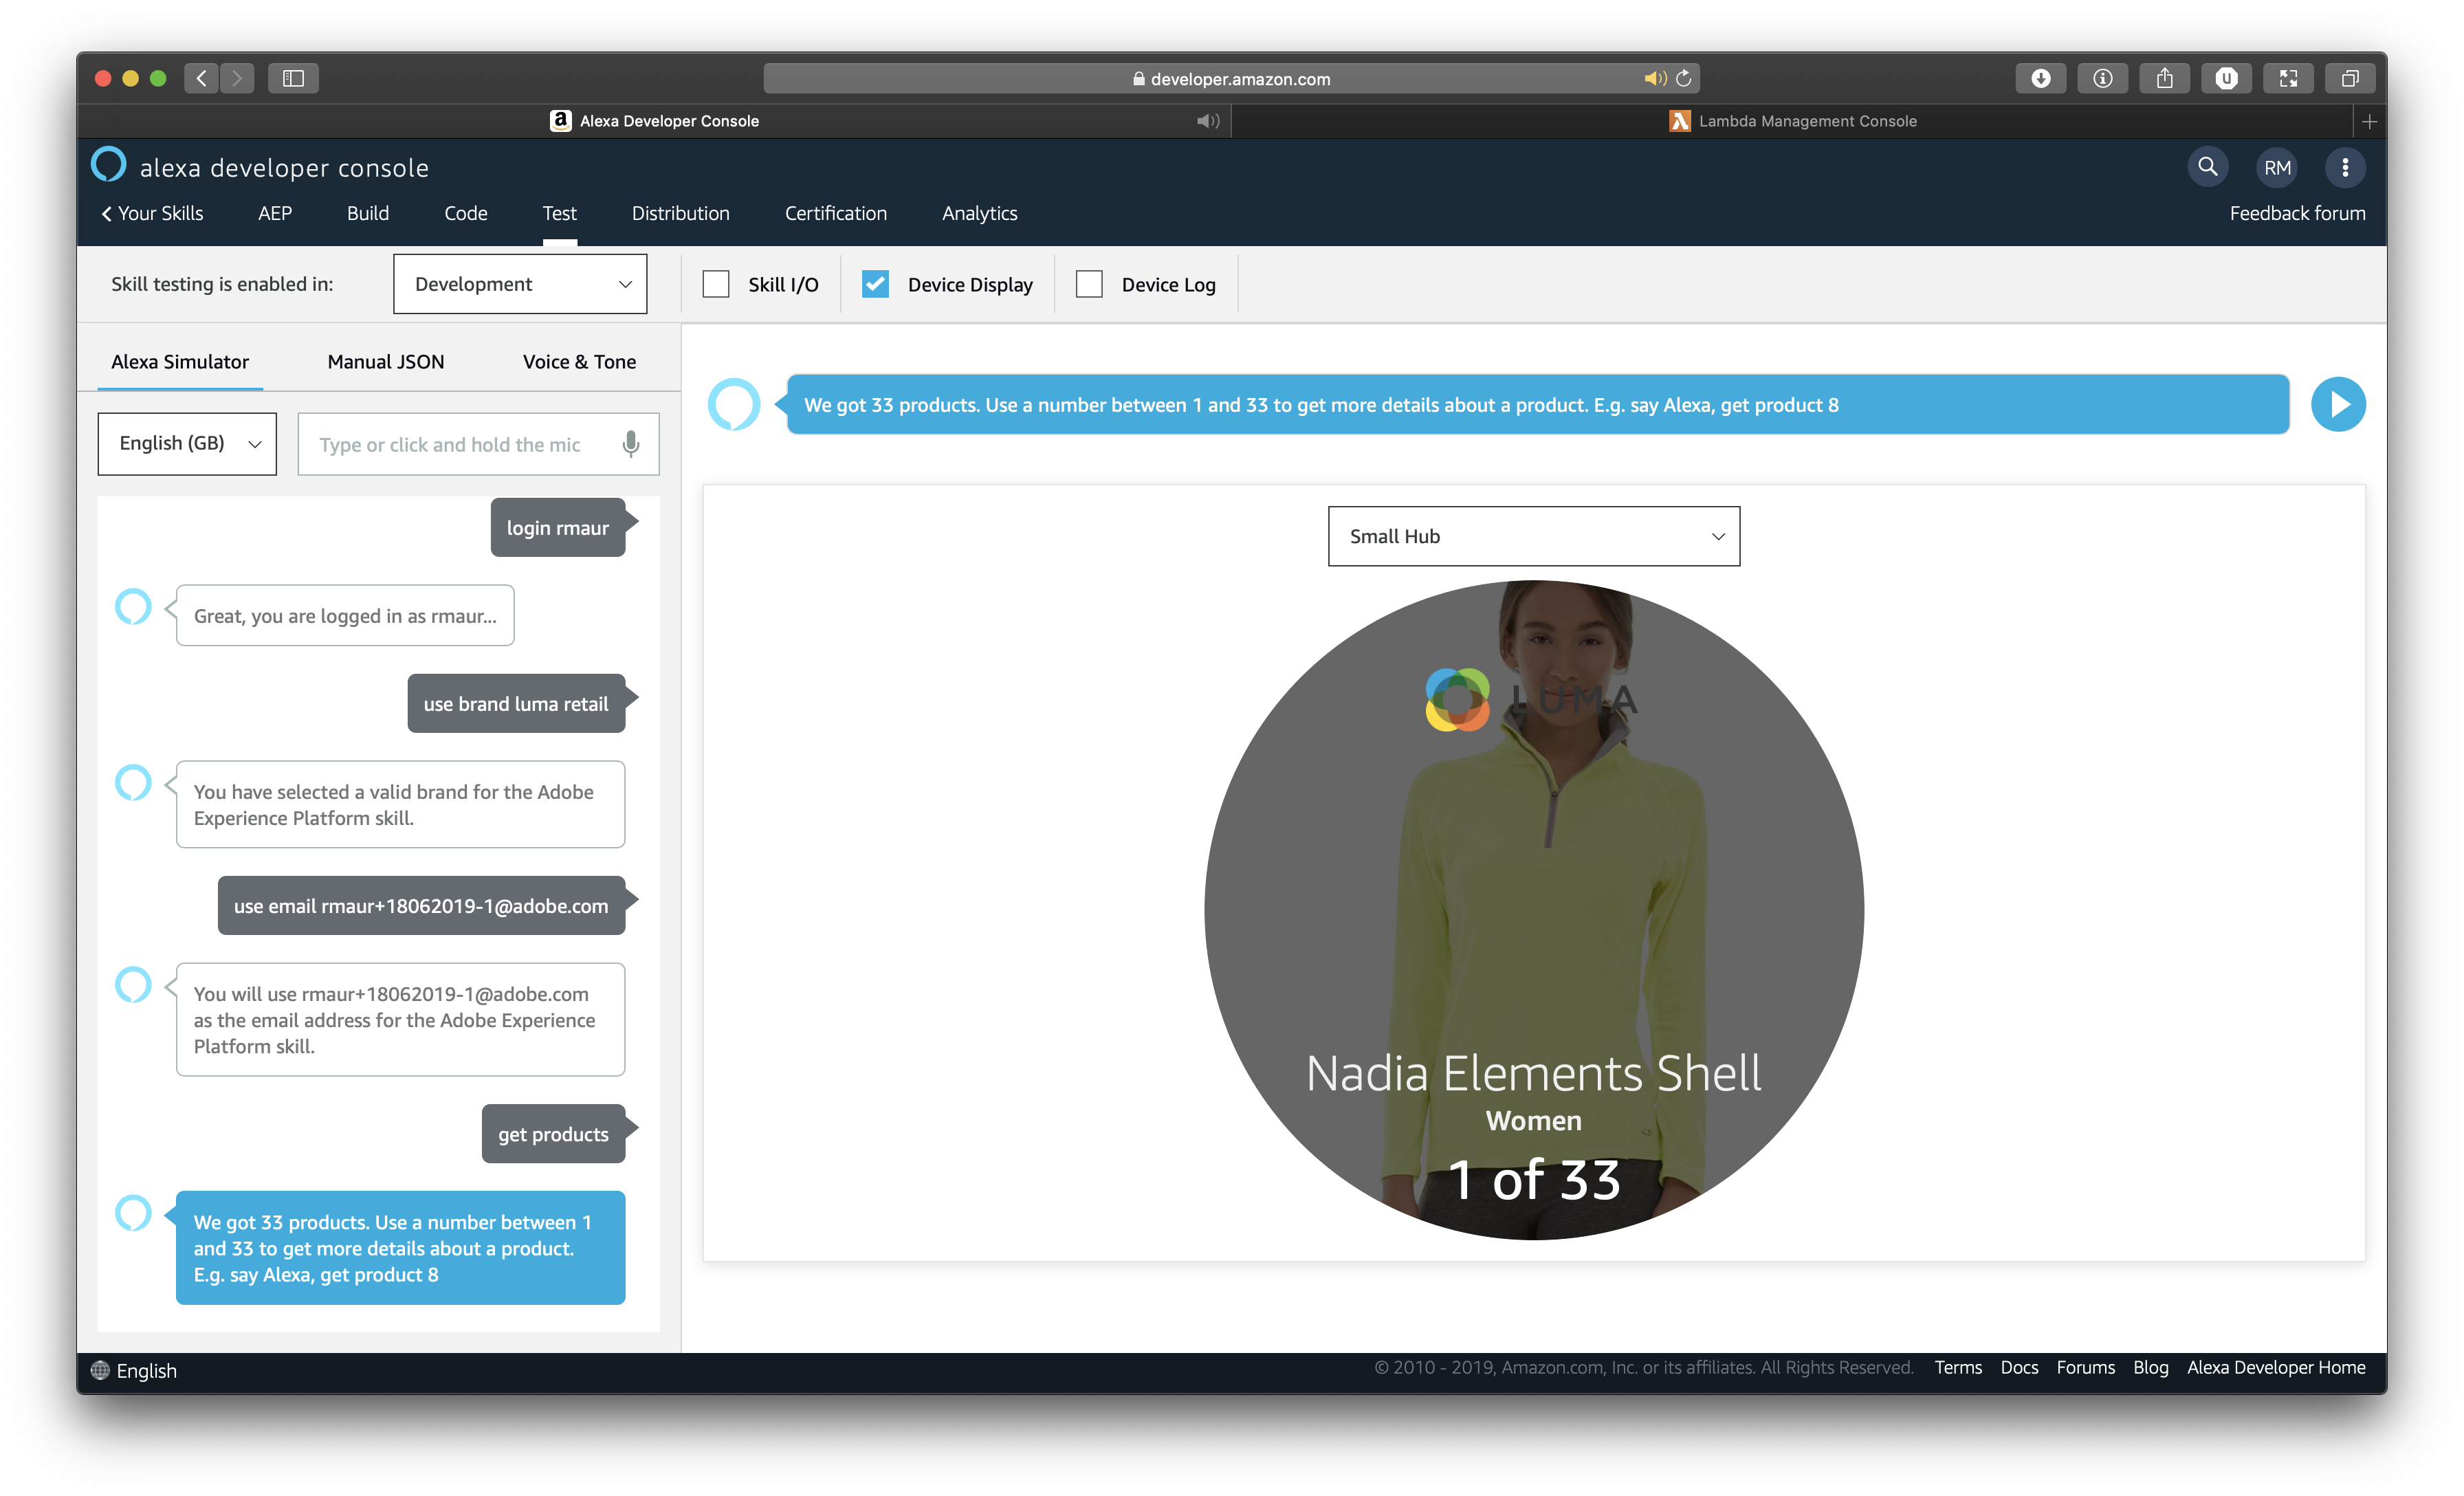 developer.amazon.com
Alexa Developer Console
Lambda Management Console
alexa developer console
RM
Your Skills
AEP
Build
Code
Test
Distribution
Certification
Analytics
Feedback forum
Skill testing is enabled in:
Development
Skill I/O
Device Display
Device Log
Alexa Simulator
Manual JSON
Voice & Tone
English (GB)
Type or click and hold the mic
login rmaur
Great, you are logged in as rmaur...
use brand luma retail
You have selected a valid brand for the Adobe
Experience Platform skill.
use email rmaur+18062019-1@adobe.com
You will use rmaur+18062019-1@adobe.com
as the email address for the Adobe Experience
Platform skill.
get products
We got 33 products. Use a number between 1
and 33 to get more details about a product.
E.g. say Alexa, get product 8
We got 33 products. Use a number between 1 and 33 to get more details about a product. E.g. say Alexa, get product 8
Small Hub
LUMA
Nadia Elements Shell
Women
1 of 33
English
© 2010 - 2019, Amazon.com, Inc. or its affiliates. All Rights Reserved.
Terms
Docs
Forums
Blog
Alexa Developer Home